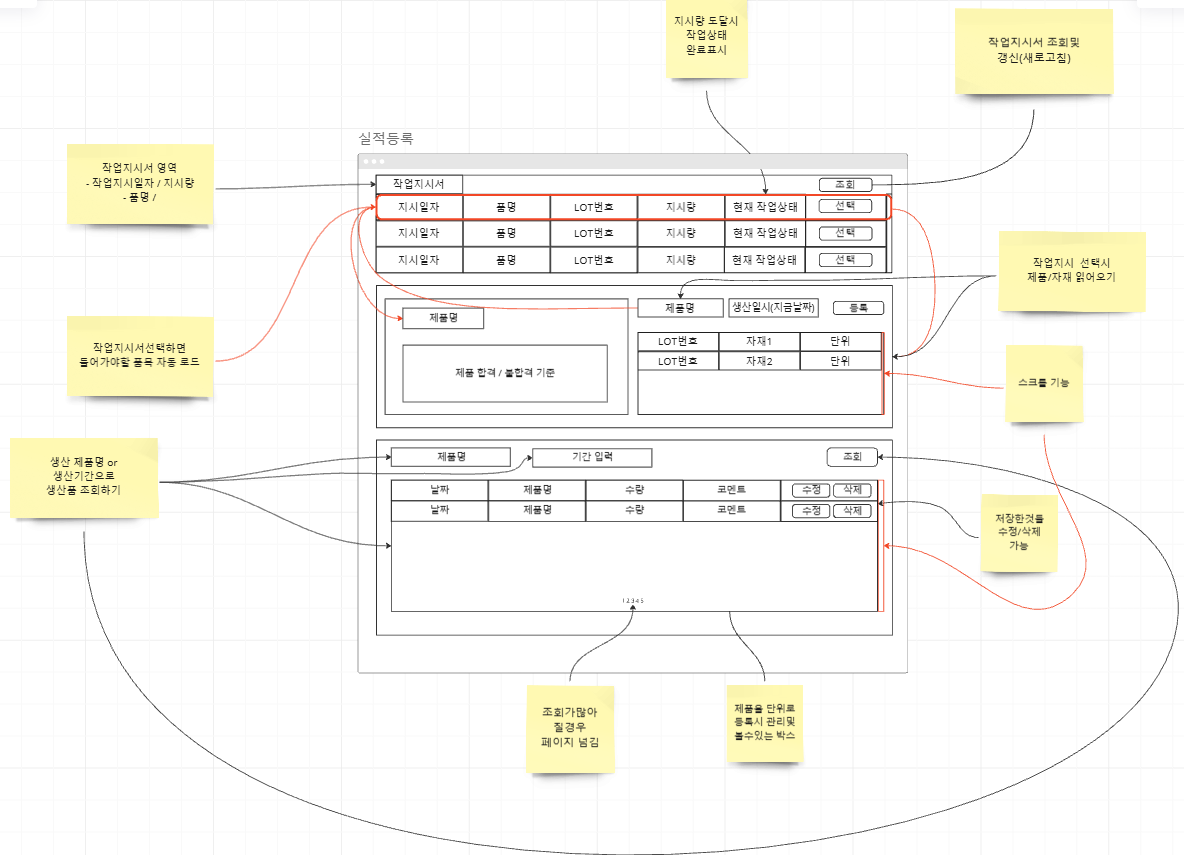 지시량 도달시
작업상태
완료표시
작업지시서 조회및
갱신(새로고침)
실적등록
작업지시서 영역
- 작업지시일자 / 지시량
- 품명 /
작업지시서
조회
지시일자 품명 LOT번호 지시량 현재 작업상태 선택
지시일자 품명 LOT번호 지시량 현재 작업상태 선택
지시일자 품명 LOT번호 지시량 현재 작업상태 선택
작업지시 선택시
제품/자재 읽어오기
제품명
제품명 생산일시(지금날짜) 등록
작업지시서선택하면
들어가야할 품목 자동 로드
제품 합격 / 불합격 기준
LOT번호 자재1 단위
LOT번호 자재2 단위
스크롤 기능
생산 제품명 or
생산기간으로
생산품 조회하기
제품명 기간 입력 조회
날짜 제품명 수량 코멘트 수정 삭제
날짜 제품명 수량 코멘트 수정 삭제
저장한것들
수정/삭제
가능
1 2 3 4 5
조회가많아
질경우
페이지 넘김
제품을 단위로
등록시 관리및
볼수있는 박스